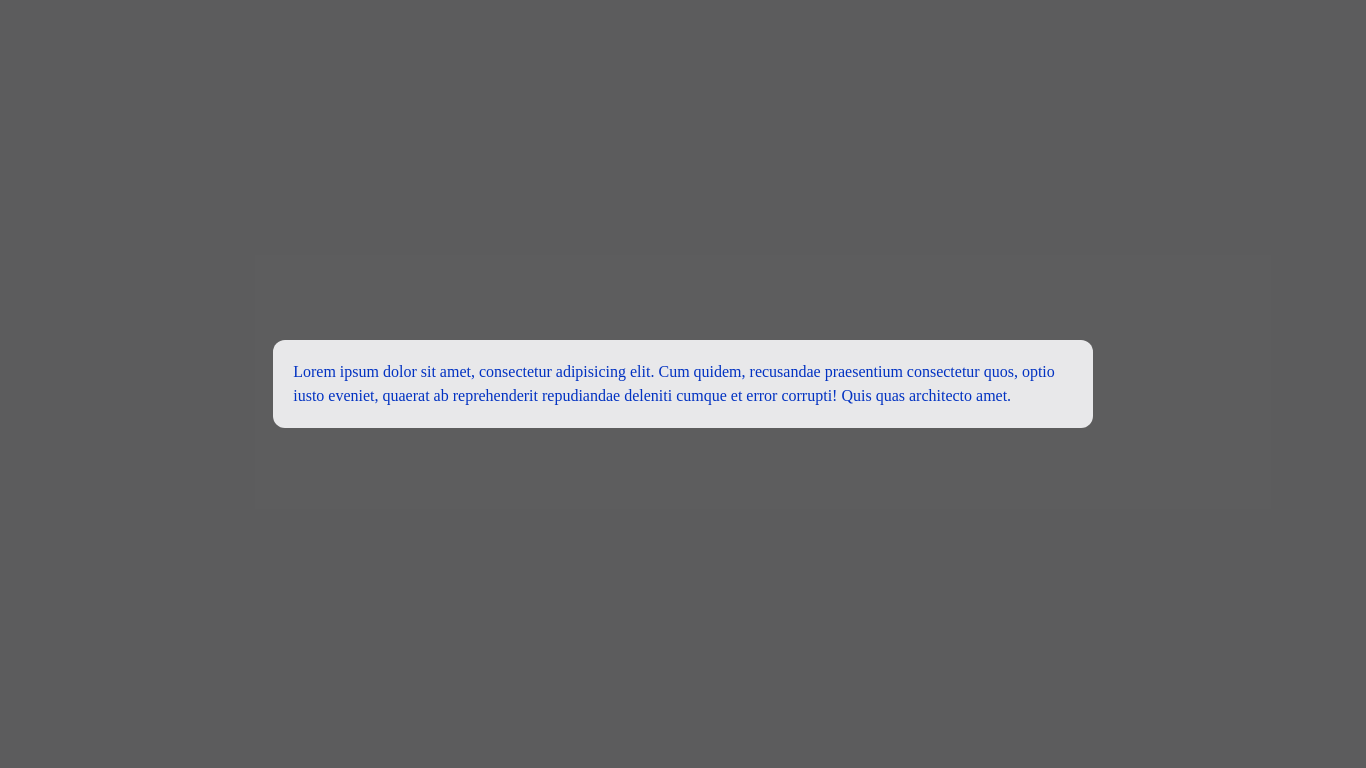 Lorem ipsum dolor sit amet, consectetur adipisicing elit. Cum quidem, recusandae praesentium consectetur quos, optio
iusto eveniet, quaerat ab reprehenderit repudiandae deleniti cumque et error corrupti! Quis quas architecto amet.